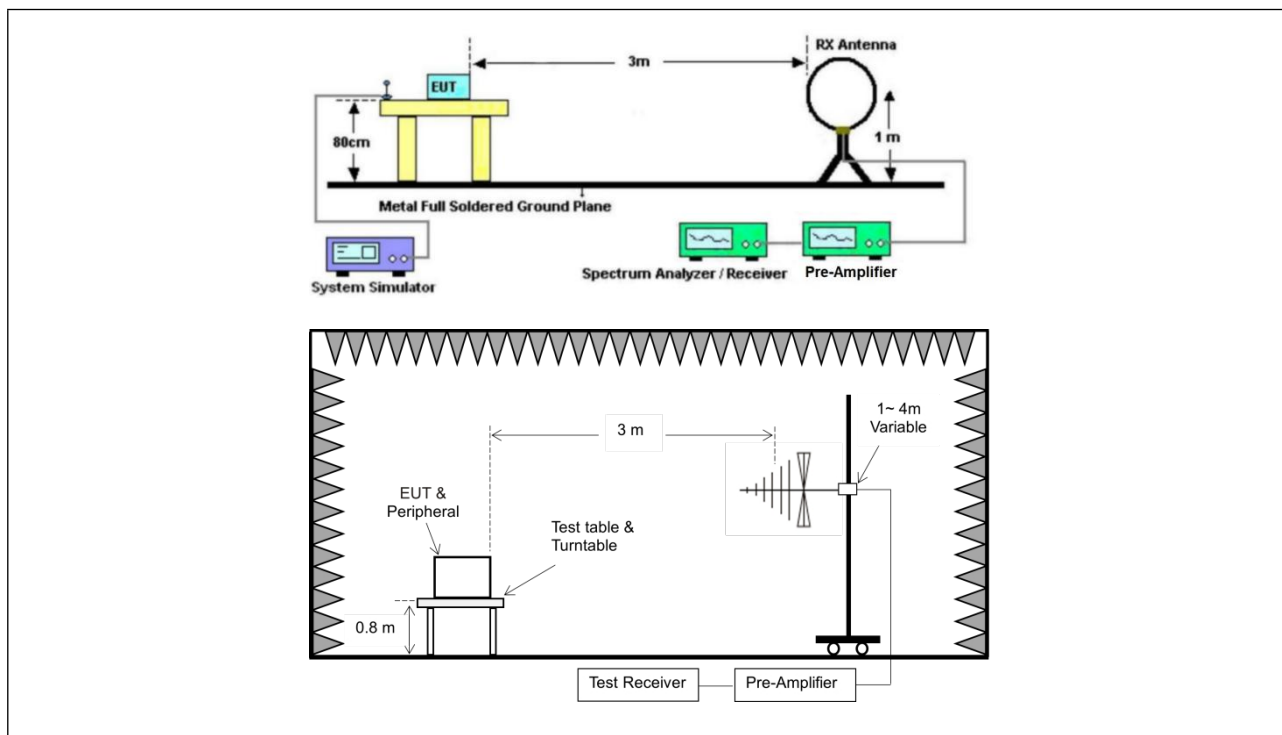 RX Antenna
3m
EUT
80cm
1 m
Metal Full Soldered Ground Plane
System Simulator
Spectrum Analyzer / Receiver
Pre-Amplifier
1~ 4m
Variable
3 m
EUT &
Peripheral
Test table &
Turntable
0.8 m
Test Receiver
Pre-Amplifier